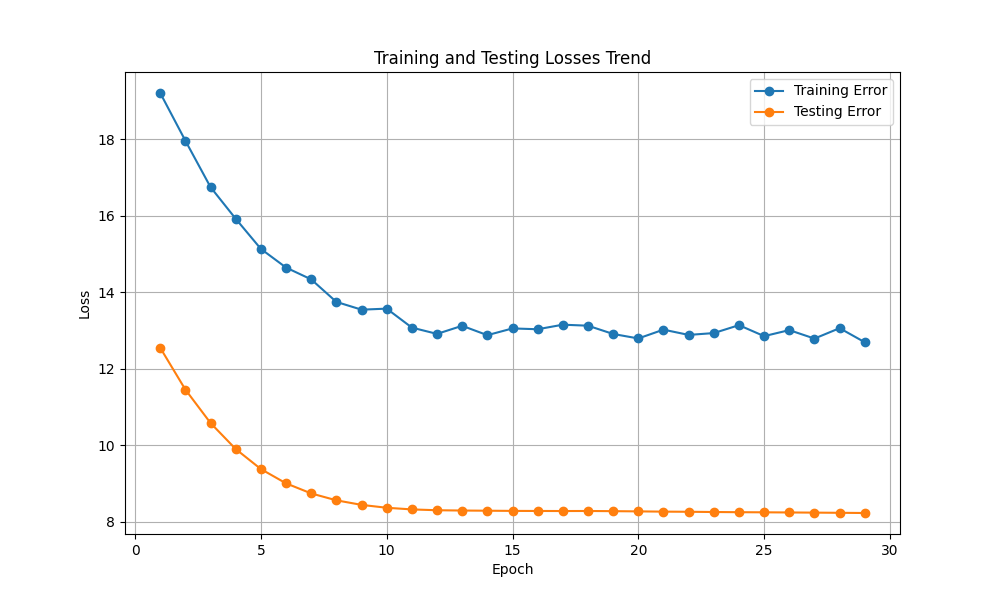 Training and Testing Losses Trend
Training Error
Testing Error
Loss
18
16
14
12
10
8
0 5 10 15 20 25 30
Epoch